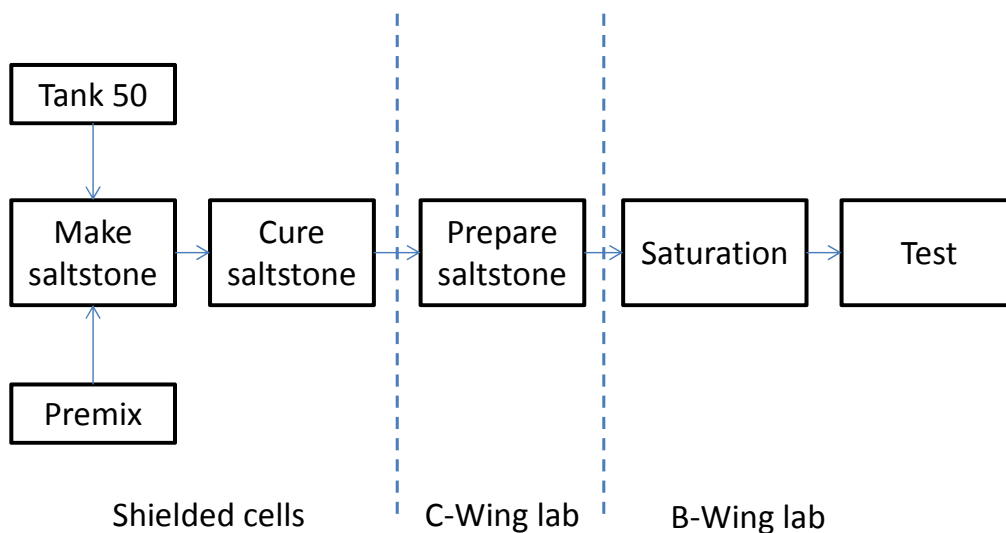 Tank 50
Make
saltstone
Cure
saltstone
Prepare
saltstone
Saturation
Test
Premix
Shielded cells
C-Wing lab
B-Wing lab